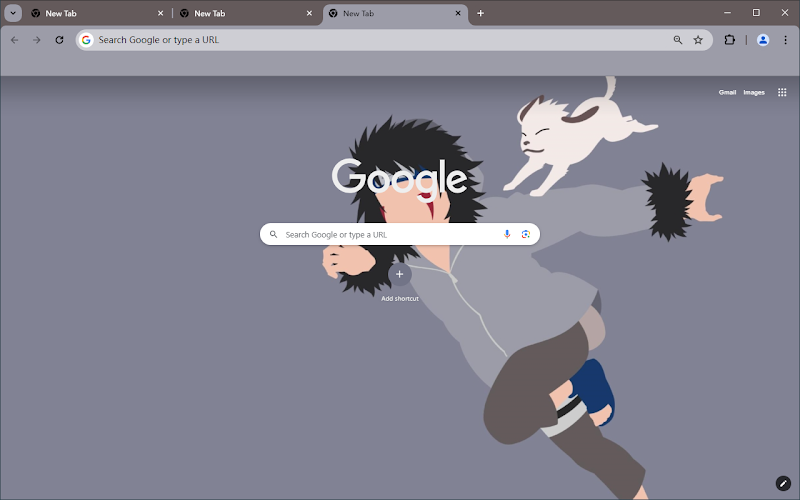 New Tab
New Tab
New Tab
Search Google or type a URL
Gmail Images
Google
Search Google or type a URL
Add shortcut